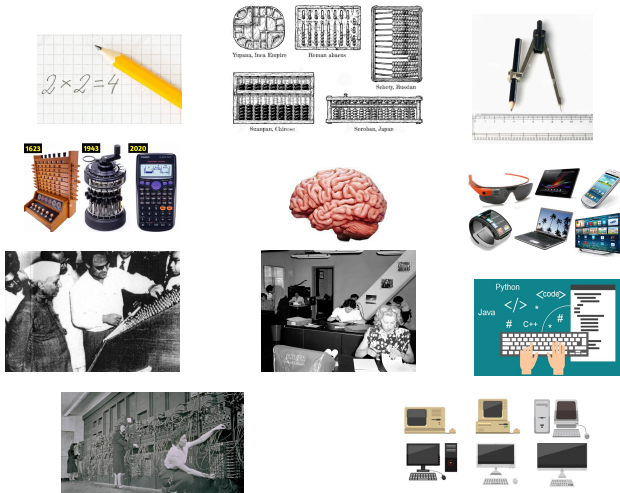 2×2=4
Yupana, Inca Empire
Roman abacus
Schety, Russian
Suanpan, Chinese
Soroban, Japan
1623
1943
2020
Python
</>
<code>
Java
*
#
C++
*
#